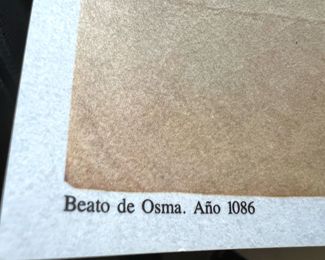 Beato de Osma. Año 1086